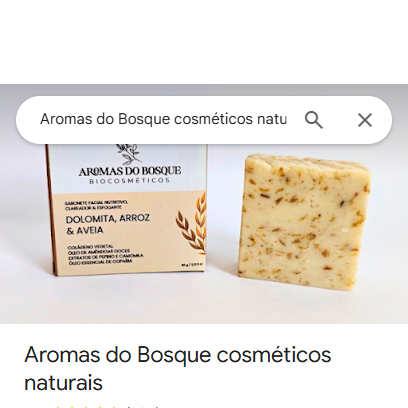 Aromas do Bosque cosméticos natu
AROMAS DO BOSQUE
BIOCOSMÉTICOS
SABONETE FACIAL NUTRITIVO,
CLAREADOR & ESFOLIANTE
DOLOMITA, ARROZ
& AVEIA
COLÁGENO VEGETAL
ÓLEO DE AMÊNDOAS DOCES
EXTRATOS DE PEPINO E CAMOMILA
ÓLEO ESSENCIAL DE COPAÍBA
Aromas do Bosque cosméticos
naturais